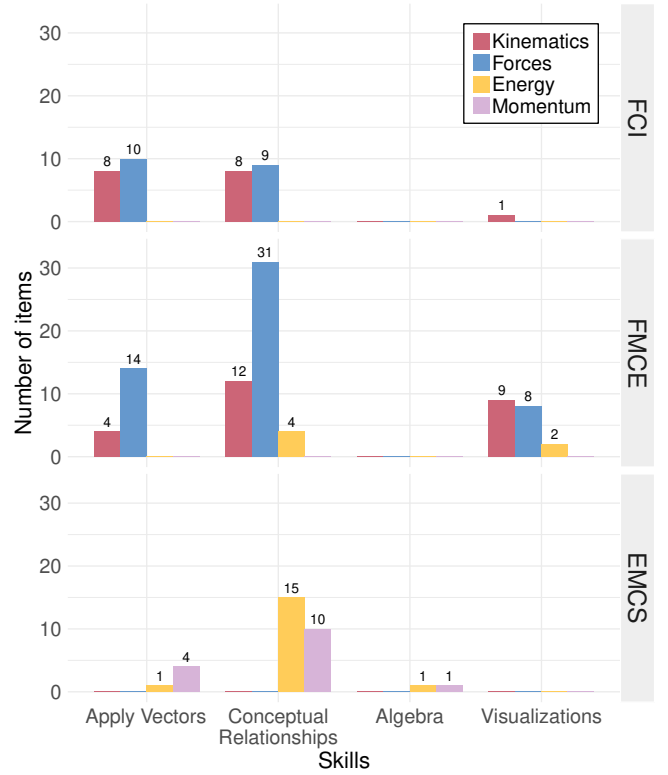 Number of items
30
20
10
0
Kinematics
Forces
Energy
Momentum
8
10
8
9
1
FCI
30
20
10
0
4
14
12
31
4
9
8
2
FMCE
30
20
10
0
1
4
15
10
1
1
EMCS
Apply Vectors
Conceptual
Relationships
Algebra
Visualizations
Skills